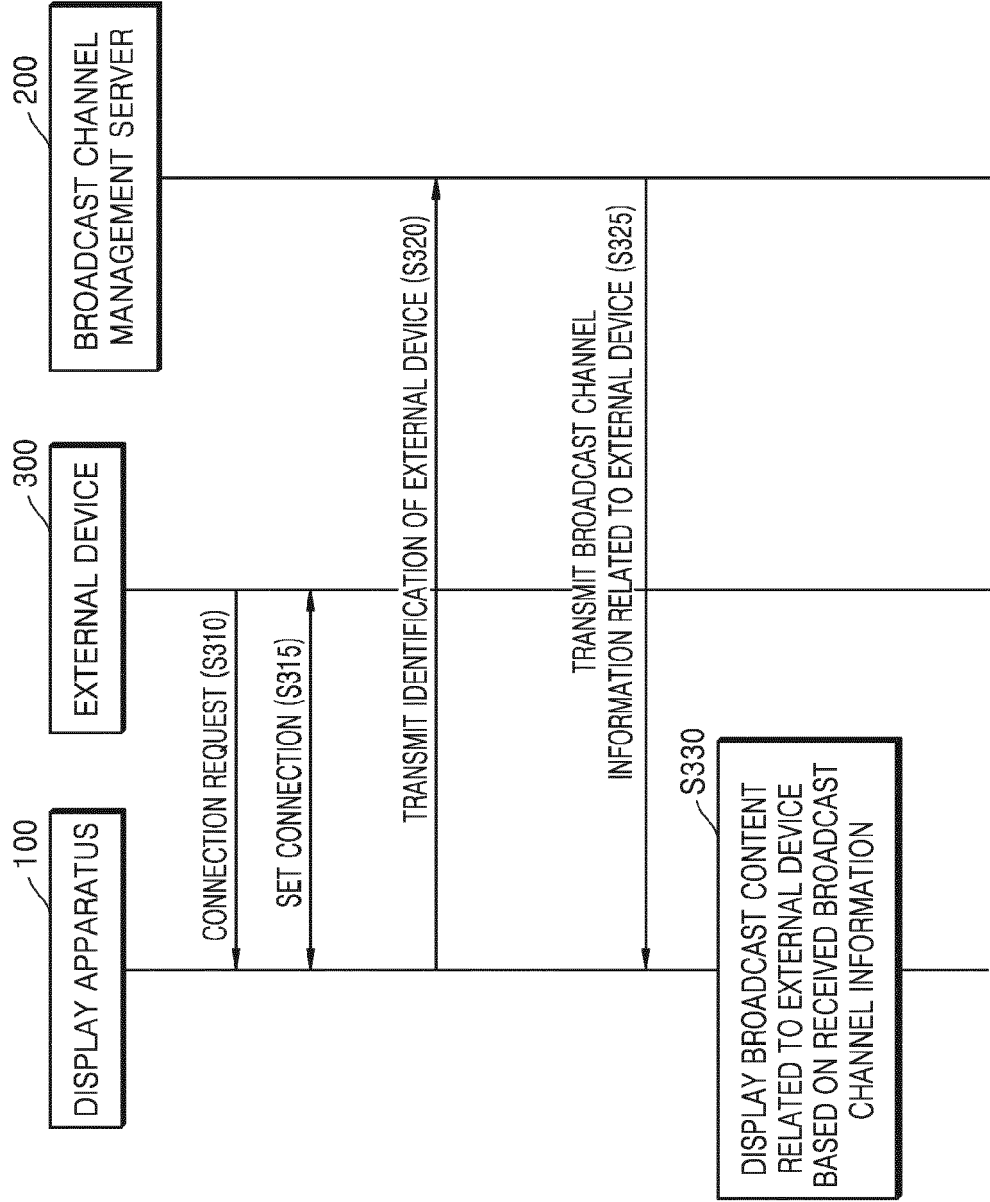 100
DISPLAY APPARATUS
300
EXTERNAL DEVICE
200
BROADCAST CHANNEL
MANAGEMENT SERVER
CONNECTION REQUEST (S310)
SET CONNECTION (S315)
TRANSMIT IDENTIFICATION OF EXTERNAL DEVICE (S320)
TRANSMIT BROADCAST CHANNEL
INFORMATION RELATED TO EXTERNAL DEVICE (S325)
S330
DISPLAY BROADCAST CONTENT
RELATED TO EXTERNAL DEVICE
BASED ON RECEIVED BROADCAST
CHANNEL INFORMATION